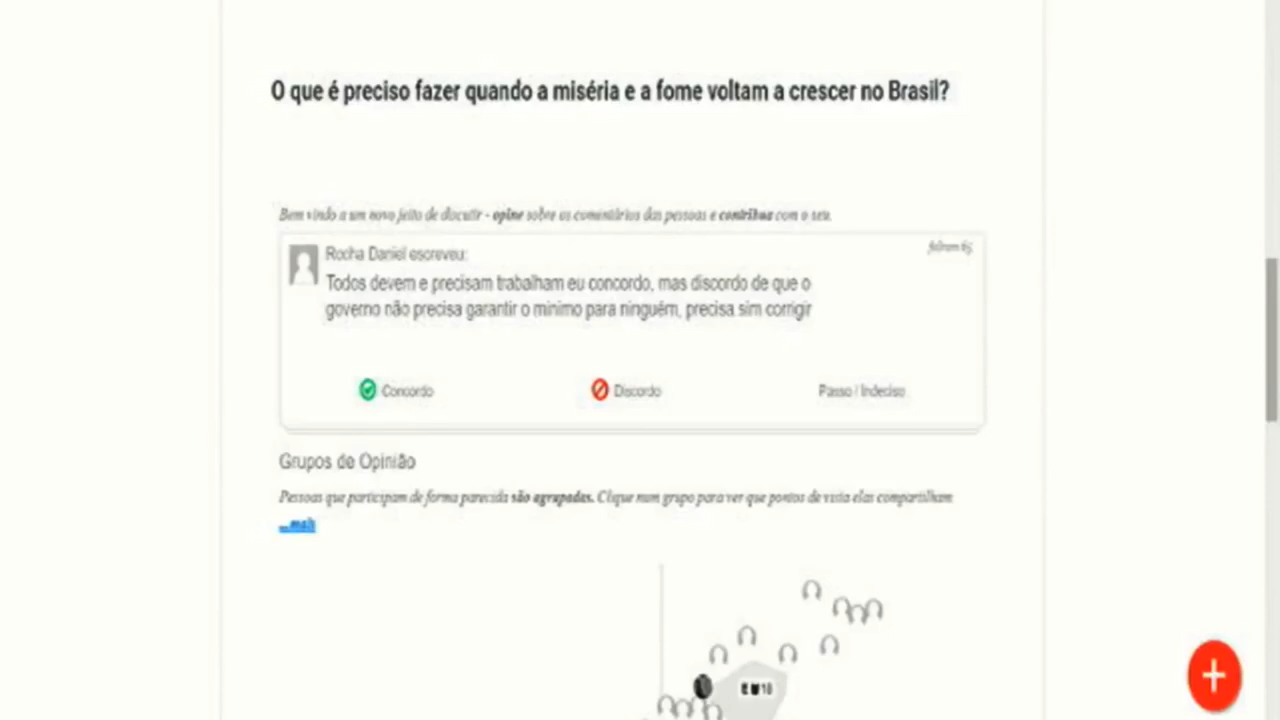 O que é preciso fazer quando a miséria e a fome voltam a crescer no Brasil?
Bem vindo a um novo jeito de discutir - opine sobre os comentários das pessoas e contribua com o seu.
Rocha Daniel escreveu:
faltam 65
Todos devem e precisam trabalham eu concordo, mas discordo de que o
governo não precisa garantir o mínimo para ninguém, precisa sim corrigir
Concordo
Discordo
Passo / Indeciso
Grupos de Opinião
Pessoas que participam de forma parecida são agrupadas. Clique num grupo para ver que pontos de vista elas compartilham
...mais
+